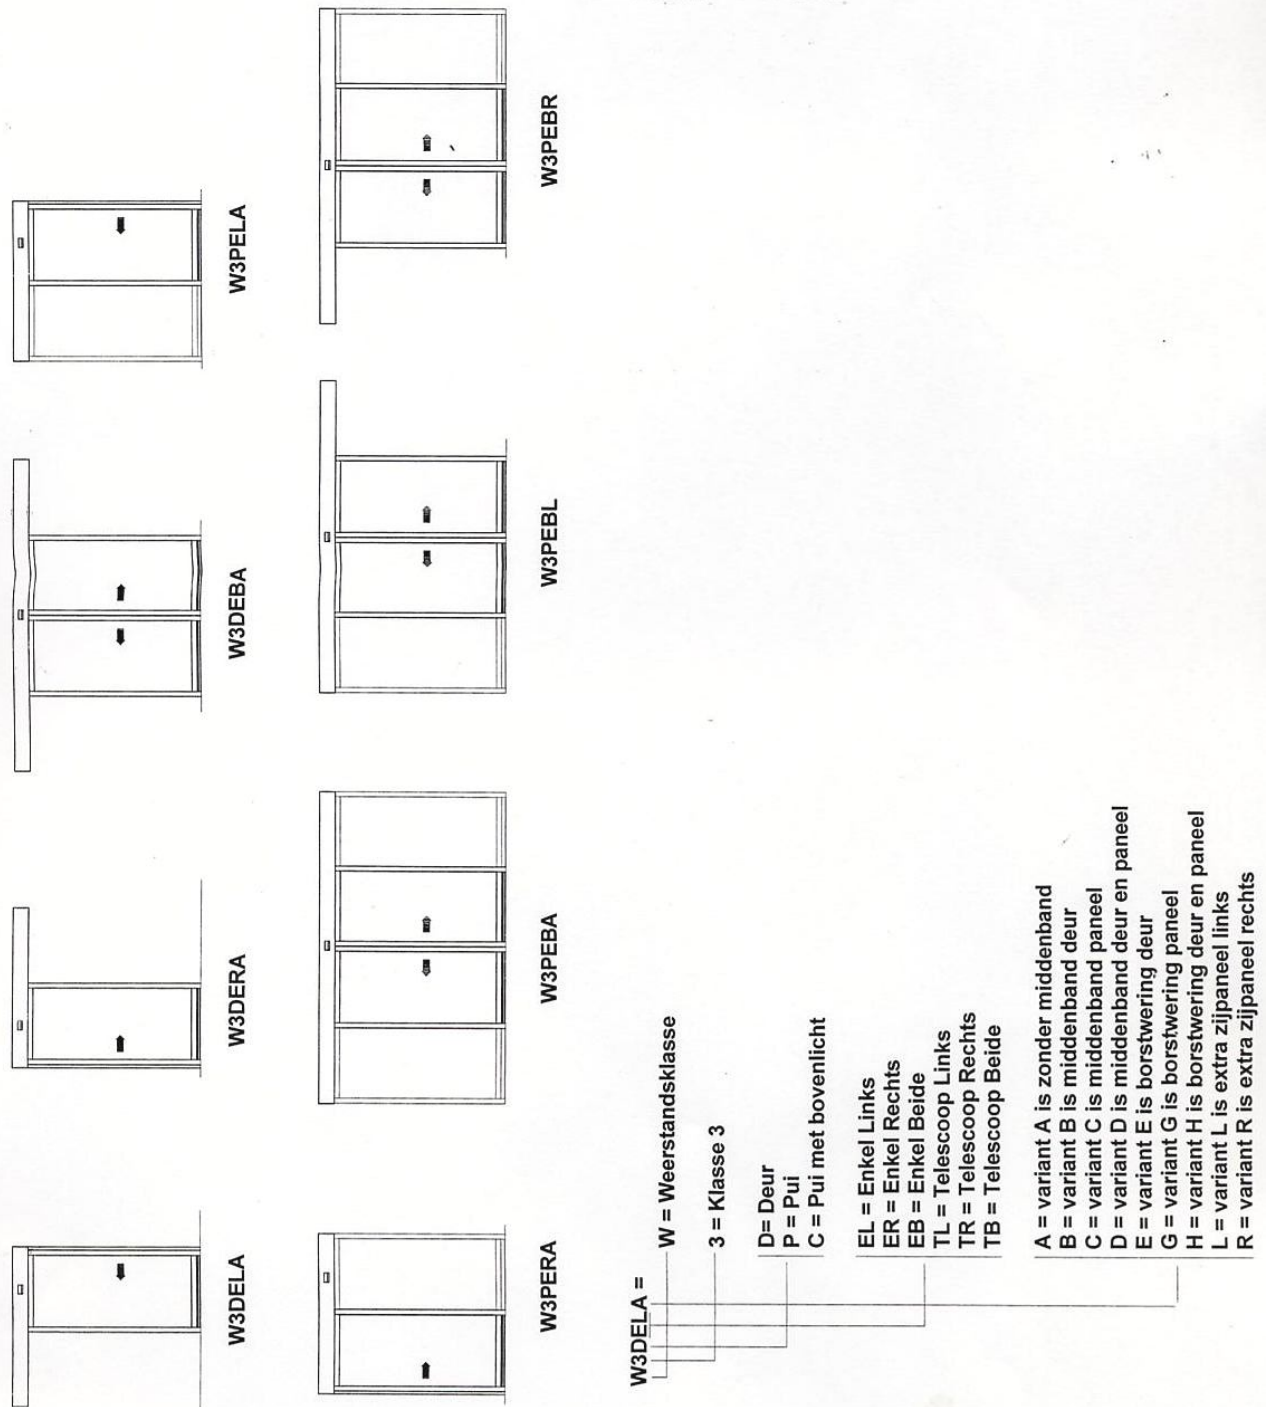 W3DELA
W3DERA
W3DEBA
W3PELA
W3PERA
W3PEBA
W3PEBL
W3PEBR
W3DELA =
W = Weerstandsklasse
3 = Klasse 3
D= Deur
P = Pui
C = Pui met bovenlicht
EL = Enkel Links
ER = Enkel Rechts
EB = Enkel Beide
TL = Telescoop Links
TR = Telescoop Rechts
TB = Telescoop Beide
A = variant A is zonder middenband
B = variant B is middenband deur
C = variant C is middenband paneel
D = variant D is middenband deur en paneel
E = variant E is borstwering deur
G = variant G is borstwering paneel
H = variant H is borstwering deur en paneel
L = variant L is extra zijpaneel links
R = variant R is extra zijpaneel rechts